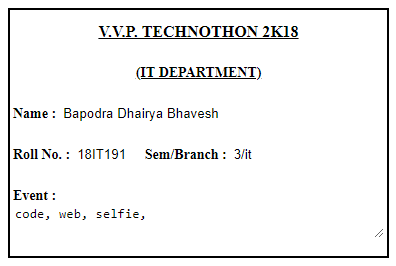 V.V.P. TECHNOTHON 2K18
(IT DEPARTMENT)
Name : Bapodra Dhairya Bhavesh
Roll No. : 18IT191 Sem/Branch : 3/it
Event :
code, web, selfie,